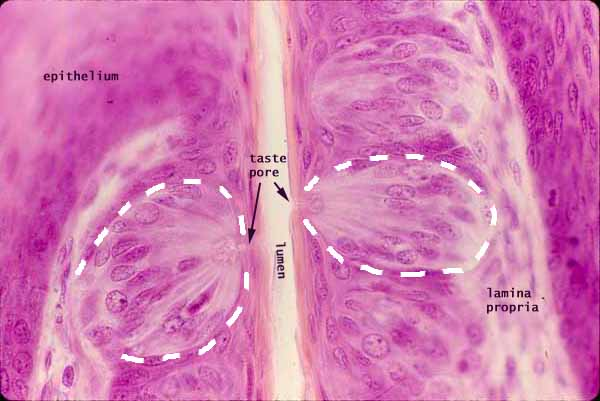 epithelium
taste
pore
lumen
lamina
propria